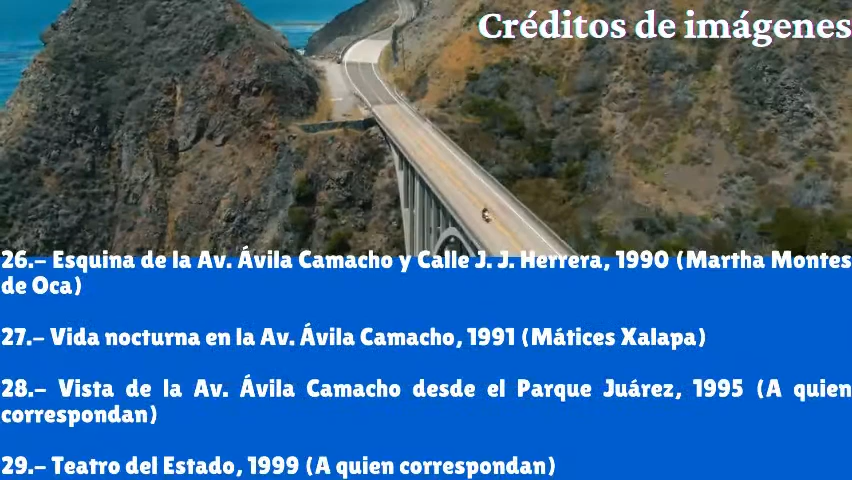 Créditos de imágenes
26.- Esquina de la Av. Ávila Camacho y Calle J. J. Herrera, 1990 (Martha Montes
de Oca)
27.- Vida nocturna en la Av. Ávila Camacho, 1991 (Mátices Xalapa)
28.- Vista de la Av. Ávila Camacho desde el Parque Juárez, 1995 (A quien
correspondan)
29.- Teatro del Estado, 1999 (A quien correspondan)